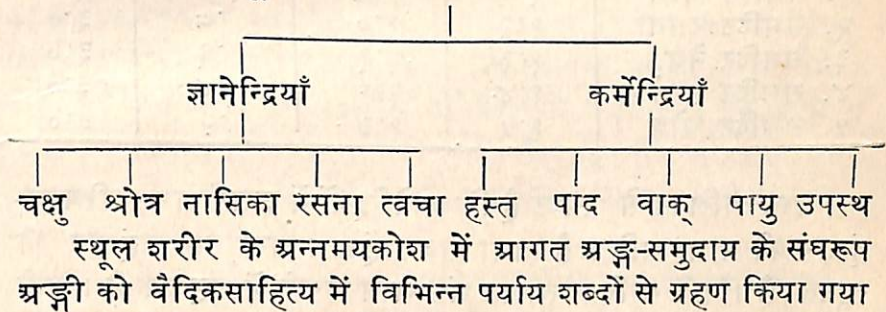 ज्ञानेन्द्रियाँ कर्मेन्द्रियाँ
चक्षु श्रोत्र नासिका रसना त्वचा हस्त पाद वाक् पायु उपस्थ
स्थूल शरीर के अन्नमयकोश में आगत अङ्ग-समुदाय के संघरूप
अङ्गी को वैदिकसाहित्य में विभिन्न पर्याय शब्दों से ग्रहण किया गया